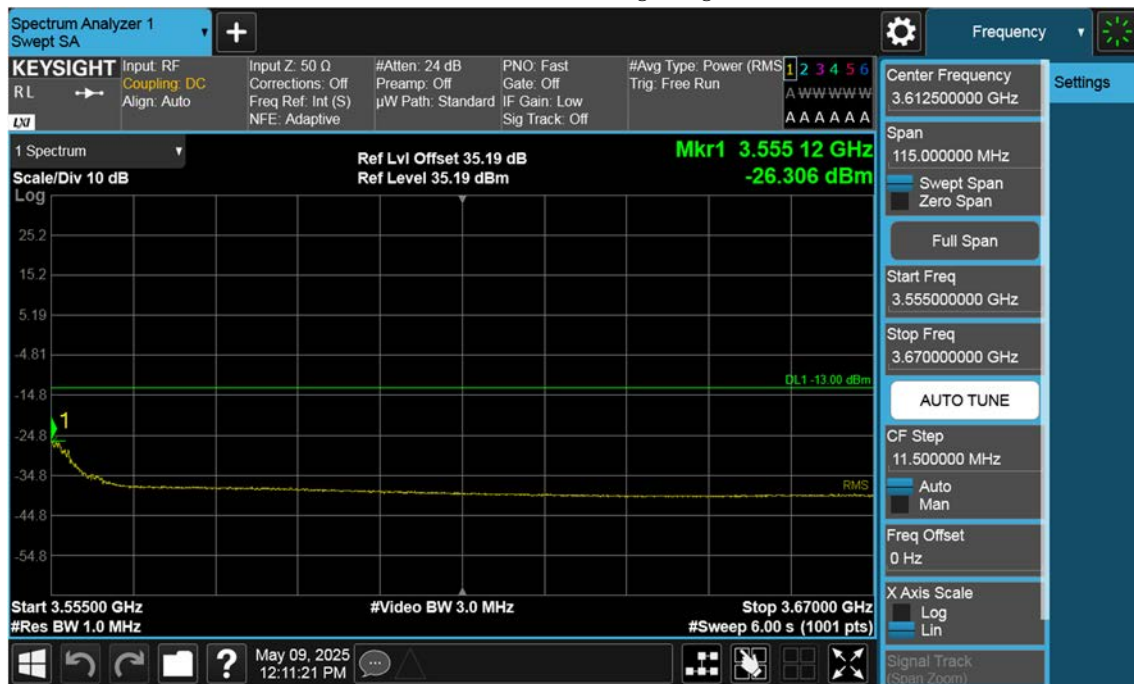 Spectrum Analyzer 1
Swept SA
Frequency
KEYSIGHT
RL
LXI
Input: RF
Coupling: DC
Align: Auto
Input Z: 50 Ω
Corrections: Off
Freq Ref: Int (S)
NFE: Adaptive
#Atten: 24 dB
Preamp: Off
µW Path: Standard
PNO: Fast
Gate: Off
IF Gain: Low
Sig Track: Off
#Avg Type: Power (RMS
Trig: Free Run
1 2 3 4 5 6
A W W W W W
A A A A A A
1 Spectrum
Scale/Div 10 dB
Log
Ref Lvl Offset 35.19 dB
Ref Level 35.19 dBm
Mkr1 3.555 12 GHz
-26.306 dBm
25.2
15.2
5.19
-4.81
DL1 -13.00 dBm
-14.8
1
-24.8
-34.8
RMS
-44.8
-54.8
Start 3.55500 GHz
#Res BW 1.0 MHz
#Video BW 3.0 MHz
Stop 3.67000 GHz
#Sweep 6.00 s (1001 pts)
Center Frequency
3.612500000 GHz
Span
115.000000 MHz
Swept Span
Zero Span
Full Span
Start Freq
3.555000000 GHz
Stop Freq
3.670000000 GHz
AUTO TUNE
CF Step
11.500000 MHz
Auto
Man
Freq Offset
0 Hz
X Axis Scale
Log
Lin
Signal Track
(Span Zoom)
Settings
?
May 09, 2025
12:11:21 PM